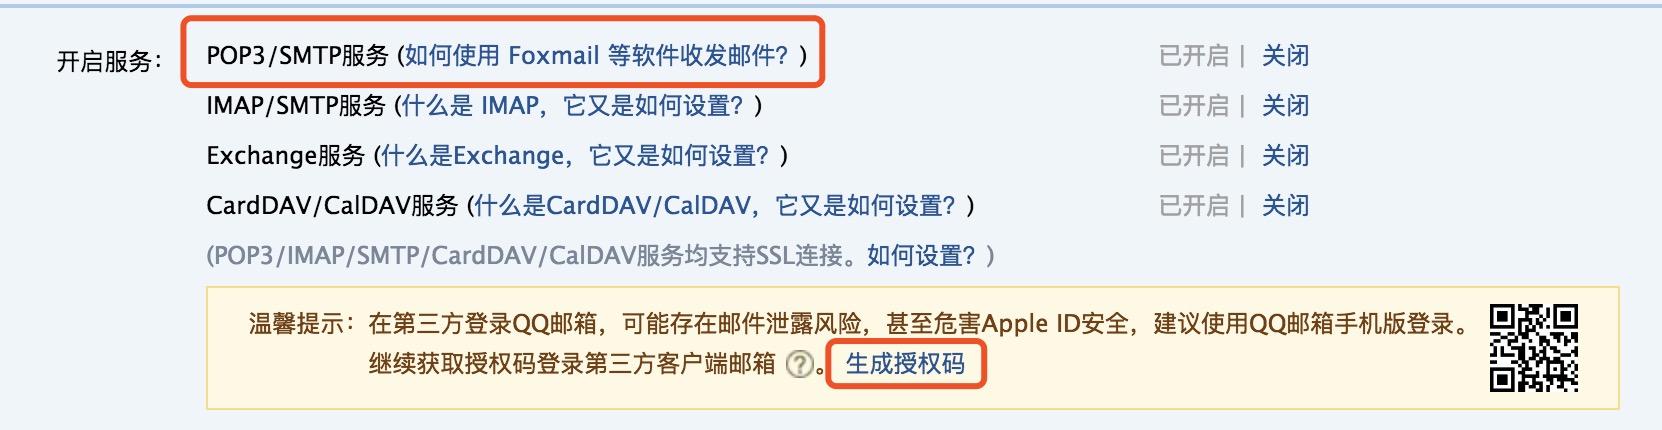 开启服务： POP3/SMTP服务 (如何使用 Foxmail 等软件收发邮件？) 已开启 | 关闭
IMAP/SMTP服务 (什么是 IMAP，它又是如何设置？) 已开启 | 关闭
Exchange服务 (什么是Exchange，它又是如何设置？) 已开启 | 关闭
CardDAV/CalDAV服务 (什么是CardDAV/CalDAV，它又是如何设置？) 已开启 | 关闭
(POP3/IMAP/SMTP/CardDAV/CalDAV服务均支持SSL连接。如何设置？)
温馨提示：在第三方登录QQ邮箱，可能存在邮件泄露风险，甚至危害Apple ID安全，建议使用QQ邮箱手机版登录。
继续获取授权码登录第三方客户端邮箱 ?。 生成授权码